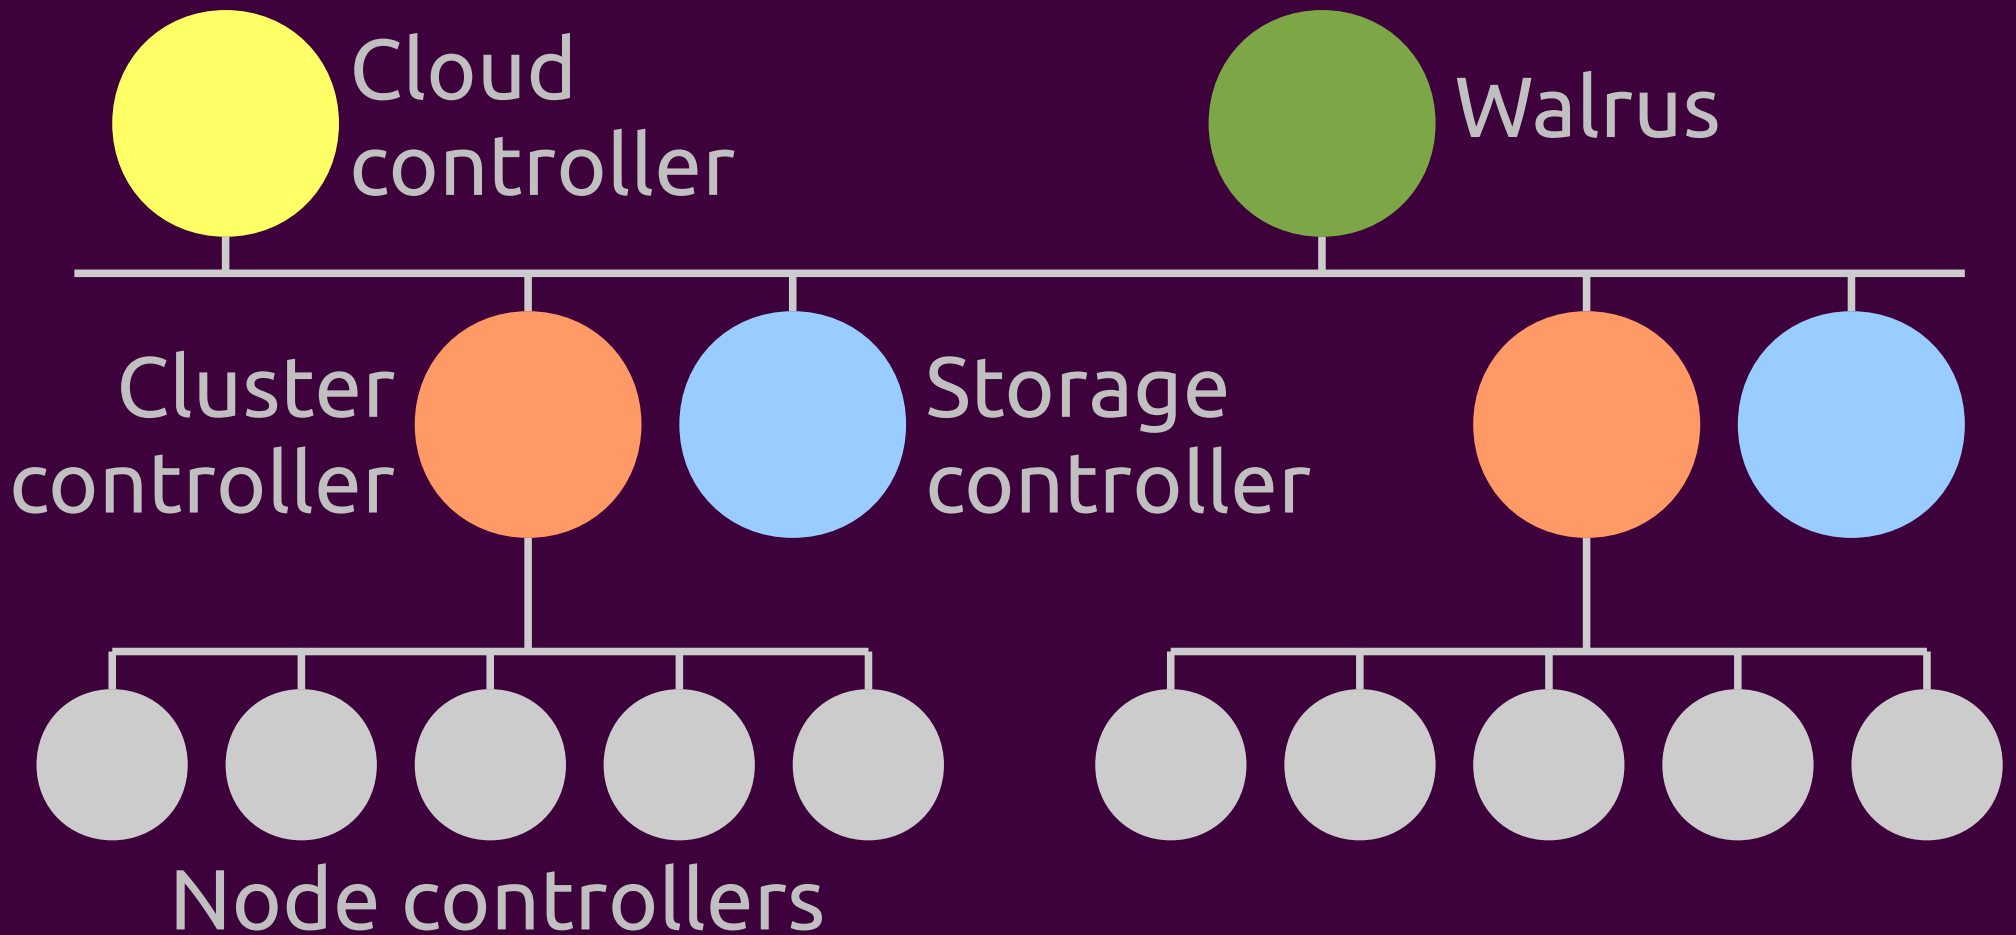 Cloud
controller
Walrus
Cluster
controller
Storage
controller
Node controllers